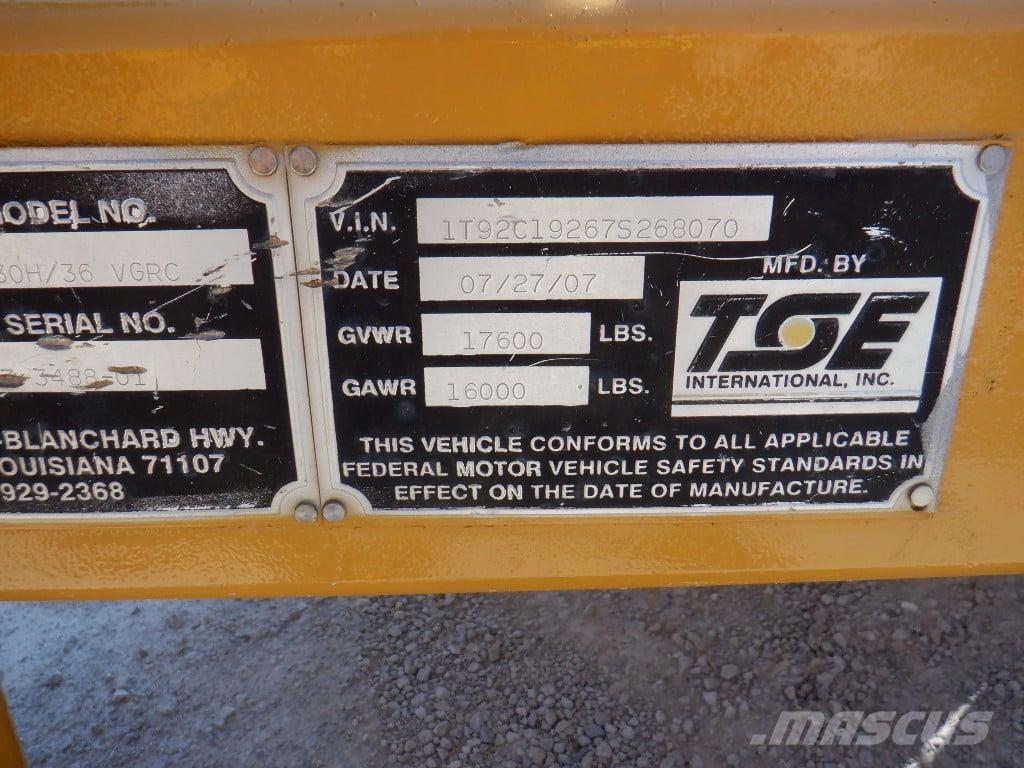 MODEL NO.
30H/36 VGRC
SERIAL NO.
3488-01
-BLANCHARD HWY.
OUISIANA 71107
929-2368
V.I.N. 1T92C19267S268070
DATE 07/27/07
GVWR 17600 LBS.
GAWR 16000 LBS.
MFD. BY
TSE
INTERNATIONAL, INC.
THIS VEHICLE CONFORMS TO ALL APPLICABLE
FEDERAL MOTOR VEHICLE SAFETY STANDARDS IN
EFFECT ON THE DATE OF MANUFACTURE.
MASCUS